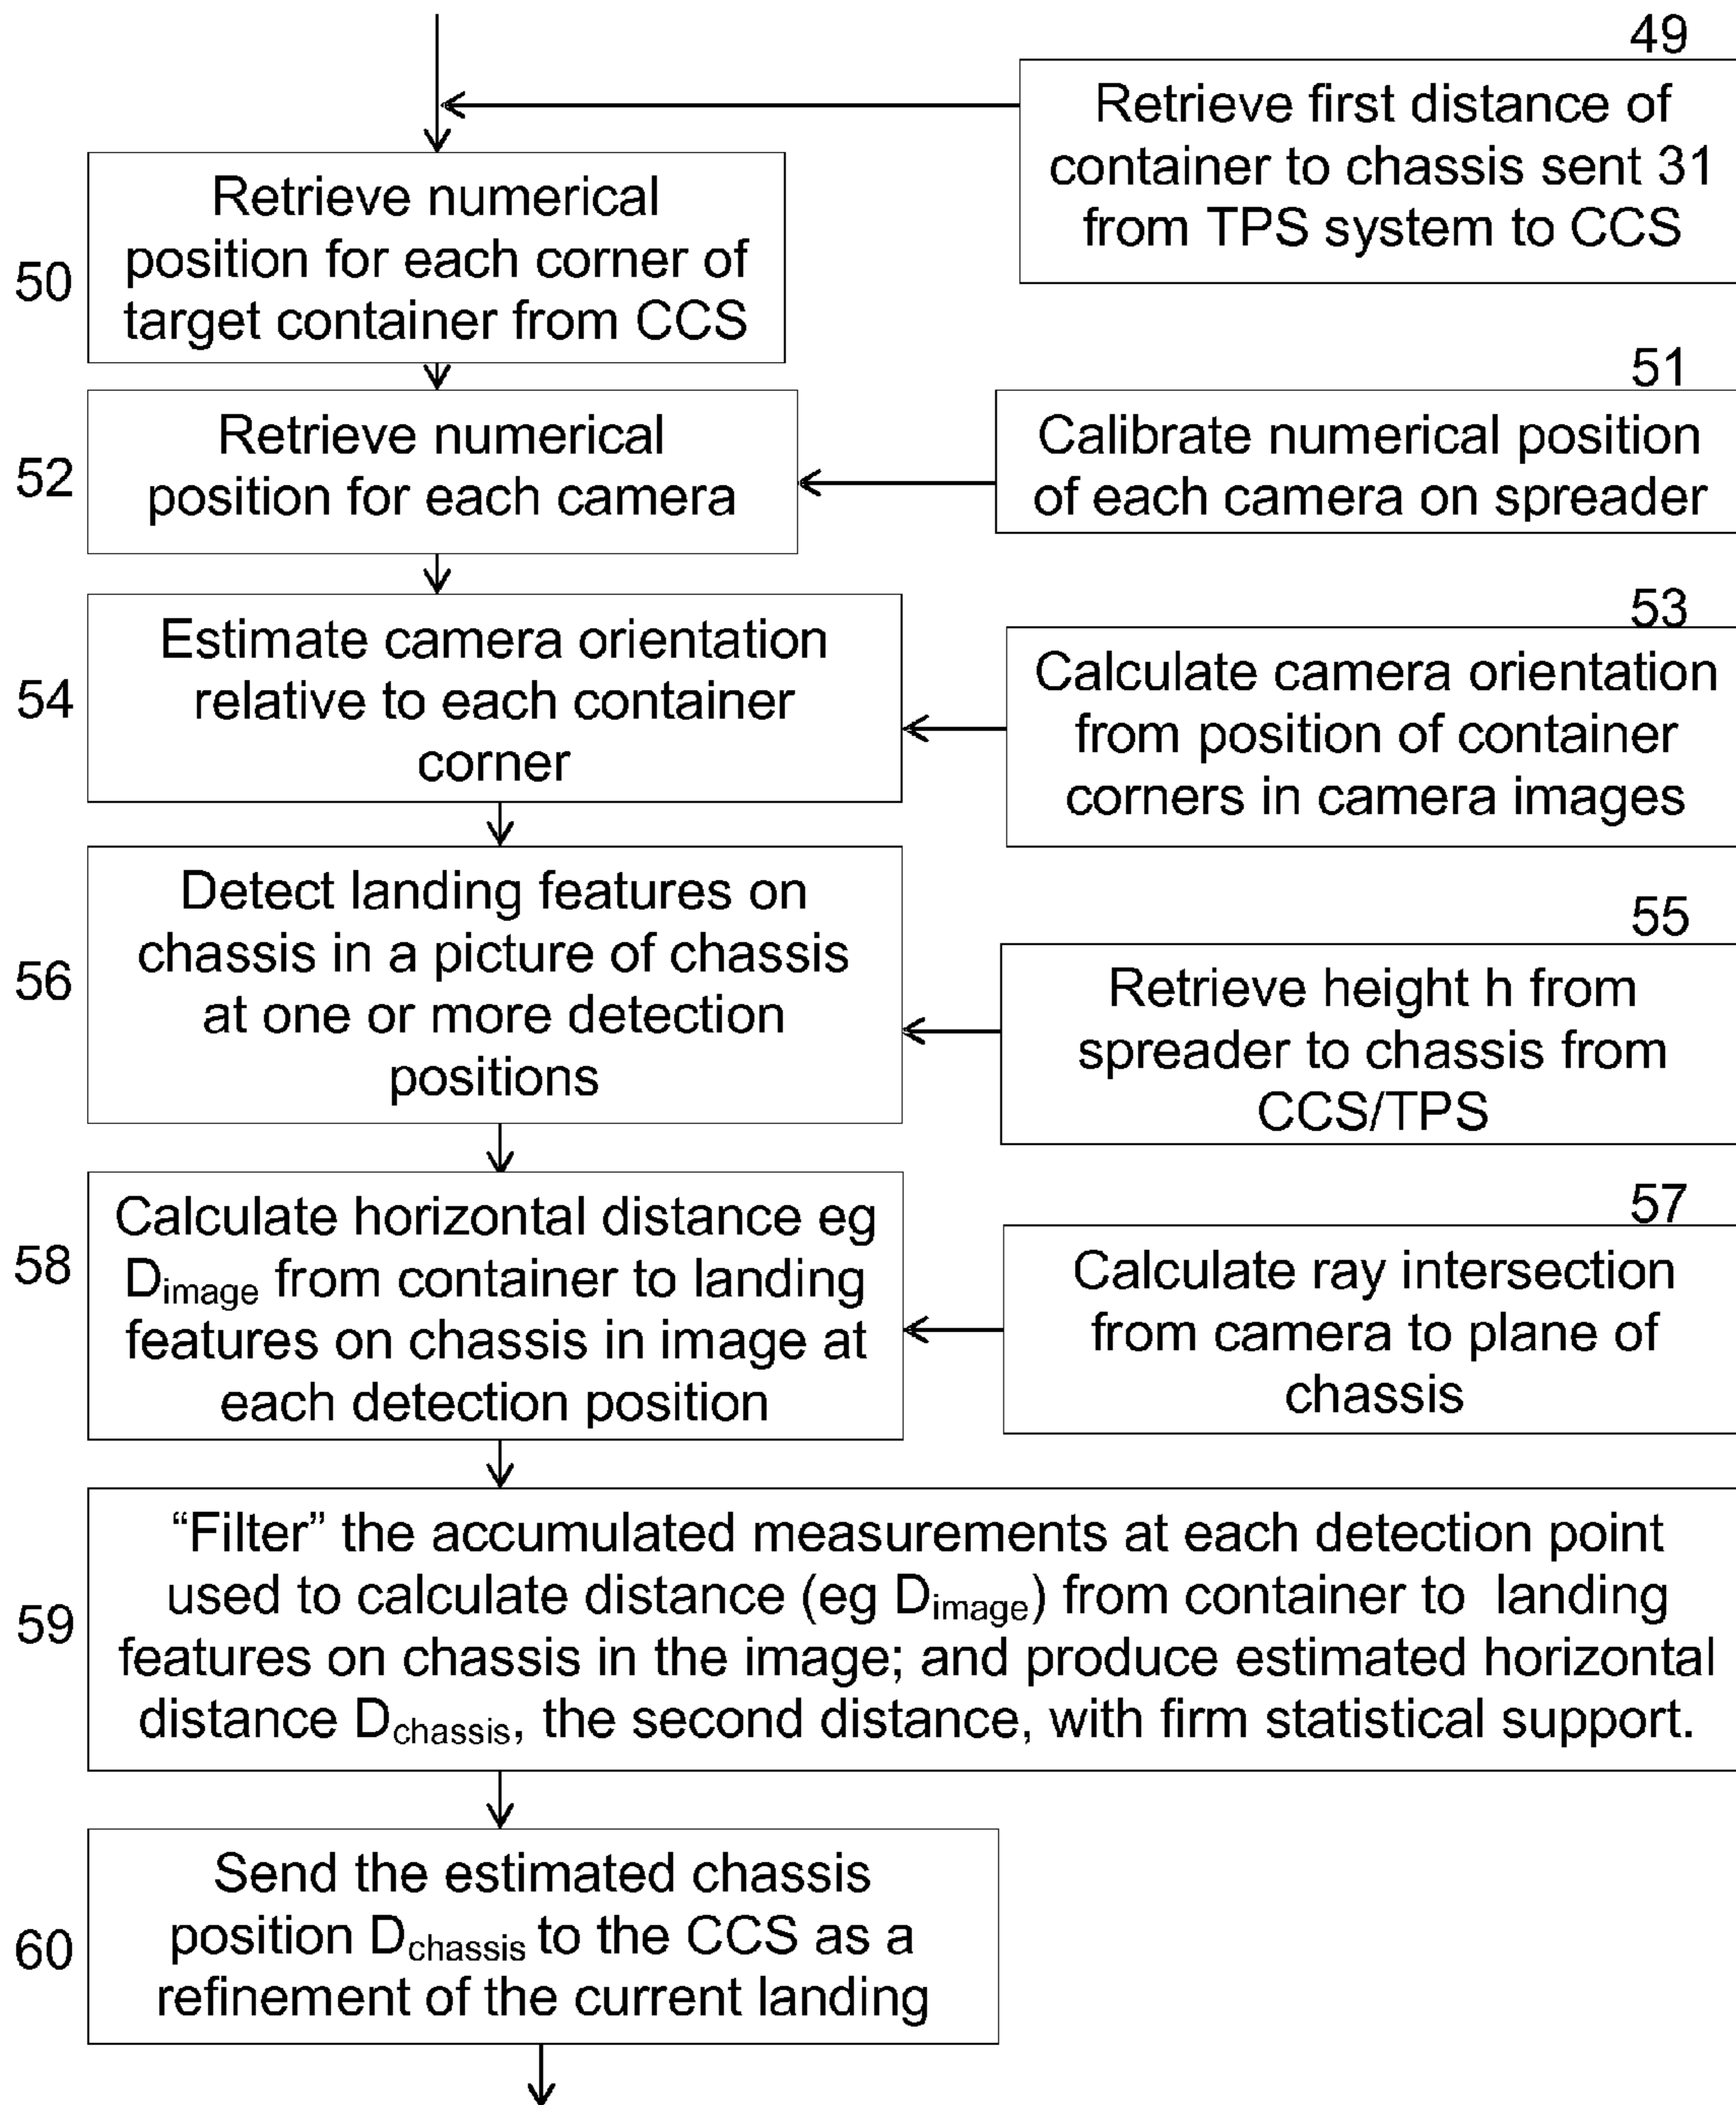 49
Retrieve first distance of
container to chassis sent 31
from TPS system to CCS
50
Retrieve numerical
position for each corner of
target container from CCS
51
Calibrate numerical position
of each camera on spreader
52
Retrieve numerical
position for each camera
53
Calculate camera orientation
from position of container
corners in camera images
54
Estimate camera orientation
relative to each container
corner
55
Retrieve height h from
spreader to chassis from
CCS/TPS
56
Detect landing features on
chassis in a picture of chassis
at one or more detection
positions
57
Calculate ray intersection
from camera to plane of
chassis
58
Calculate horizontal distance eg
Dimage from container to landing
features on chassis in image at
each detection position
59
“Filter” the accumulated measurements at each detection point
used to calculate distance (eg Dimage) from container to landing
features on chassis in the image; and produce estimated horizontal
distance Dchassis, the second distance, with firm statistical support.
60
Send the estimated chassis
position Dchassis to the CCS as a
refinement of the current landing